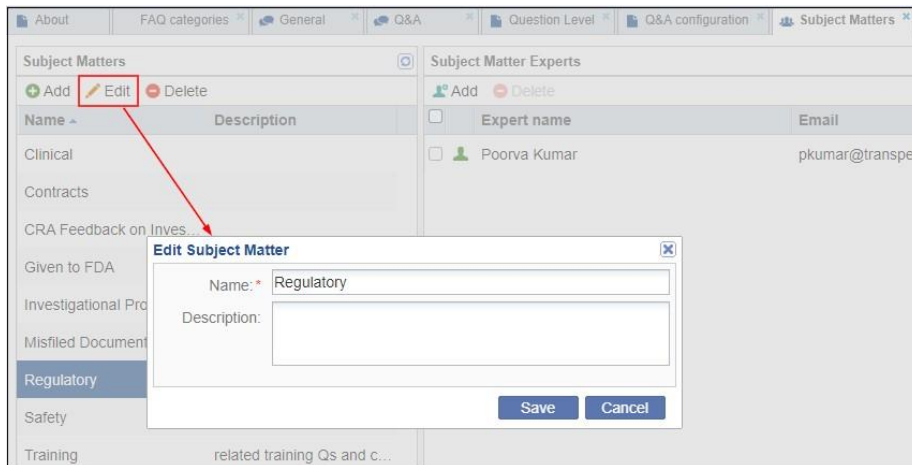 About FAQ categories General Q&A Question Level Q&A configuration Subject Matters
Subject Matters
Add Edit Delete
Name Description
Clinical
Contracts
CRA Feedback on Inves...
Given to FDA
Investigational Pro
Misfiled Document
Regulatory
Safety
Training related training Qs and c...
Subject Matter Experts
Add Delete
Expert name Email
Poorva Kumar pkumar@transpe
Edit Subject Matter
Name:* Regulatory
Description:
Save Cancel